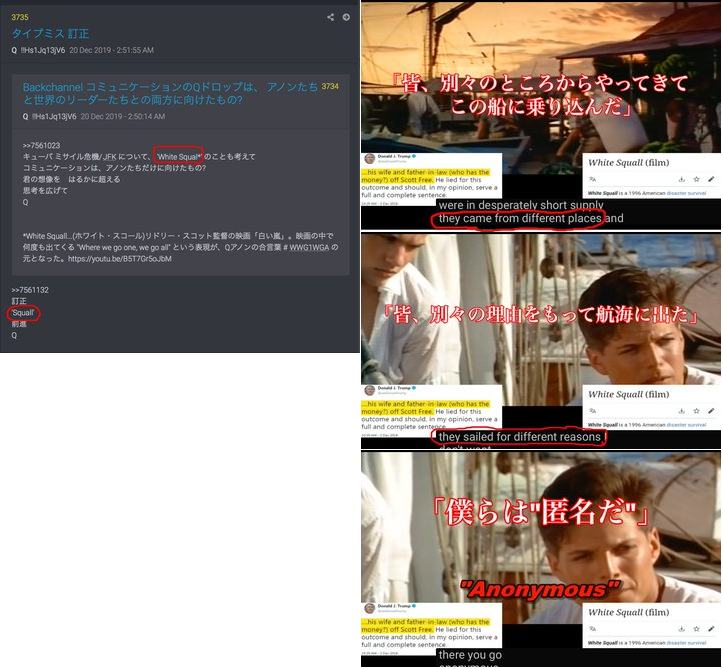 3735
タイプミス 訂正
Q !!Hs1Jq13jV6 20 Dec 2019 - 2:51:55 AM
Backchannel コミュニケーションのQドロップは、 アノンたち
と世界のリーダーたちとの両方に向けたもの?
3734
Q !!Hs1Jq13jV6 20 Dec 2019 - 2:50:14 AM
>>7561023
キューバ ミサイル危機/JFK について、'White Squal*'のことも考えて
コミュニケーションは、アノンたちだけに向けたもの?
君の想像を はるかに超える
思考を広げて
Q
*White Squall...(ホワイト・スコール)リドリー・スコット監督の映画「白い嵐」。映画の中で
何度も出てくる "Where we go one, we go all" という表現が、Qアノンの合言葉 # WWG1WGA の
元となった。https://youtu.be/B5T7Gr5oJbM
>>7561132
訂正
'Squall'
前進
Q
「皆、別々のところからやってきて
この船に乗り込んだ」
Donald J. Trump
...his wife and father-in-law (who has the
money?) off Scott Free. He lied for this
outcome and should, in my opinion, serve a
full and complete sentence.
White Squall (film)
White Squall is a 1996 American disaster survival
were in desperately short supply
they came from different places and
「皆、別々の理由をもって航海に出た」
Donald J. Trump
...his wife and father-in-law (who has the
money?) off Scott Free. He lied for this
outcome and should, in my opinion, serve a
full and complete sentence.
White Squall (film)
White Squall is a 1996 American disaster survival
they sailed for different reasons
don't want
「僕らは"匿名だ"」
"Anonymous"
Donald J. Trump
...his wife and father-in-law (who has the
money?) off Scott Free. He lied for this
outcome and should, in my opinion, serve a
full and complete sentence.
White Squall (film)
White Squall is a 1996 American disaster survival
there you go
anonymous